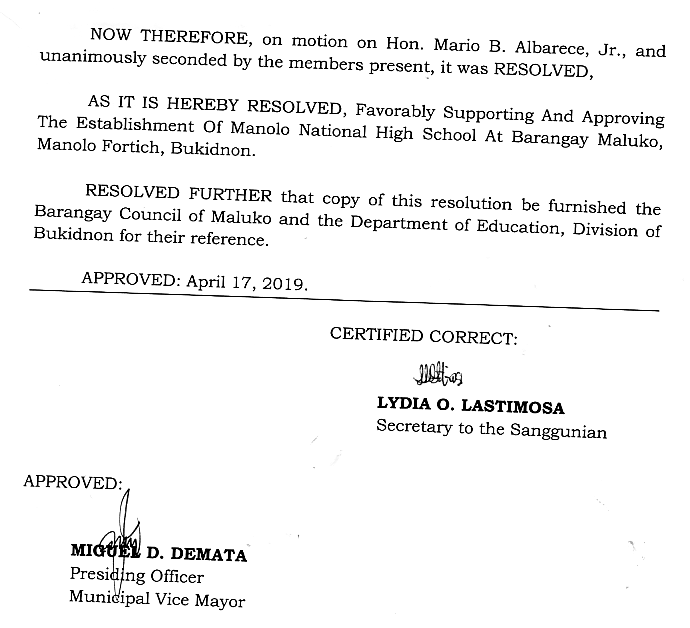 NOW THEREFORE, on motion on Hon. Mario B. Albarece, Jr., and
unanimously seconded by the members present, it was RESOLVED,
AS IT IS HEREBY RESOLVED, Favorably Supporting And Approving
The Establishment Of Manolo National High School At Barangay Maluko,
Manolo Fortich, Bukidnon.
RESOLVED FURTHER that copy of this resolution be furnished the
Barangay Council of Maluko and the Department of Education, Division of
Bukidnon for their reference.
APPROVED: April 17, 2019.
CERTIFIED CORRECT:
LYDIA O. LASTIMOSA
Secretary to the Sanggunian
APPROVED:
MIGUEL D. DEMATA
Presiding Officer
Municipal Vice Mayor